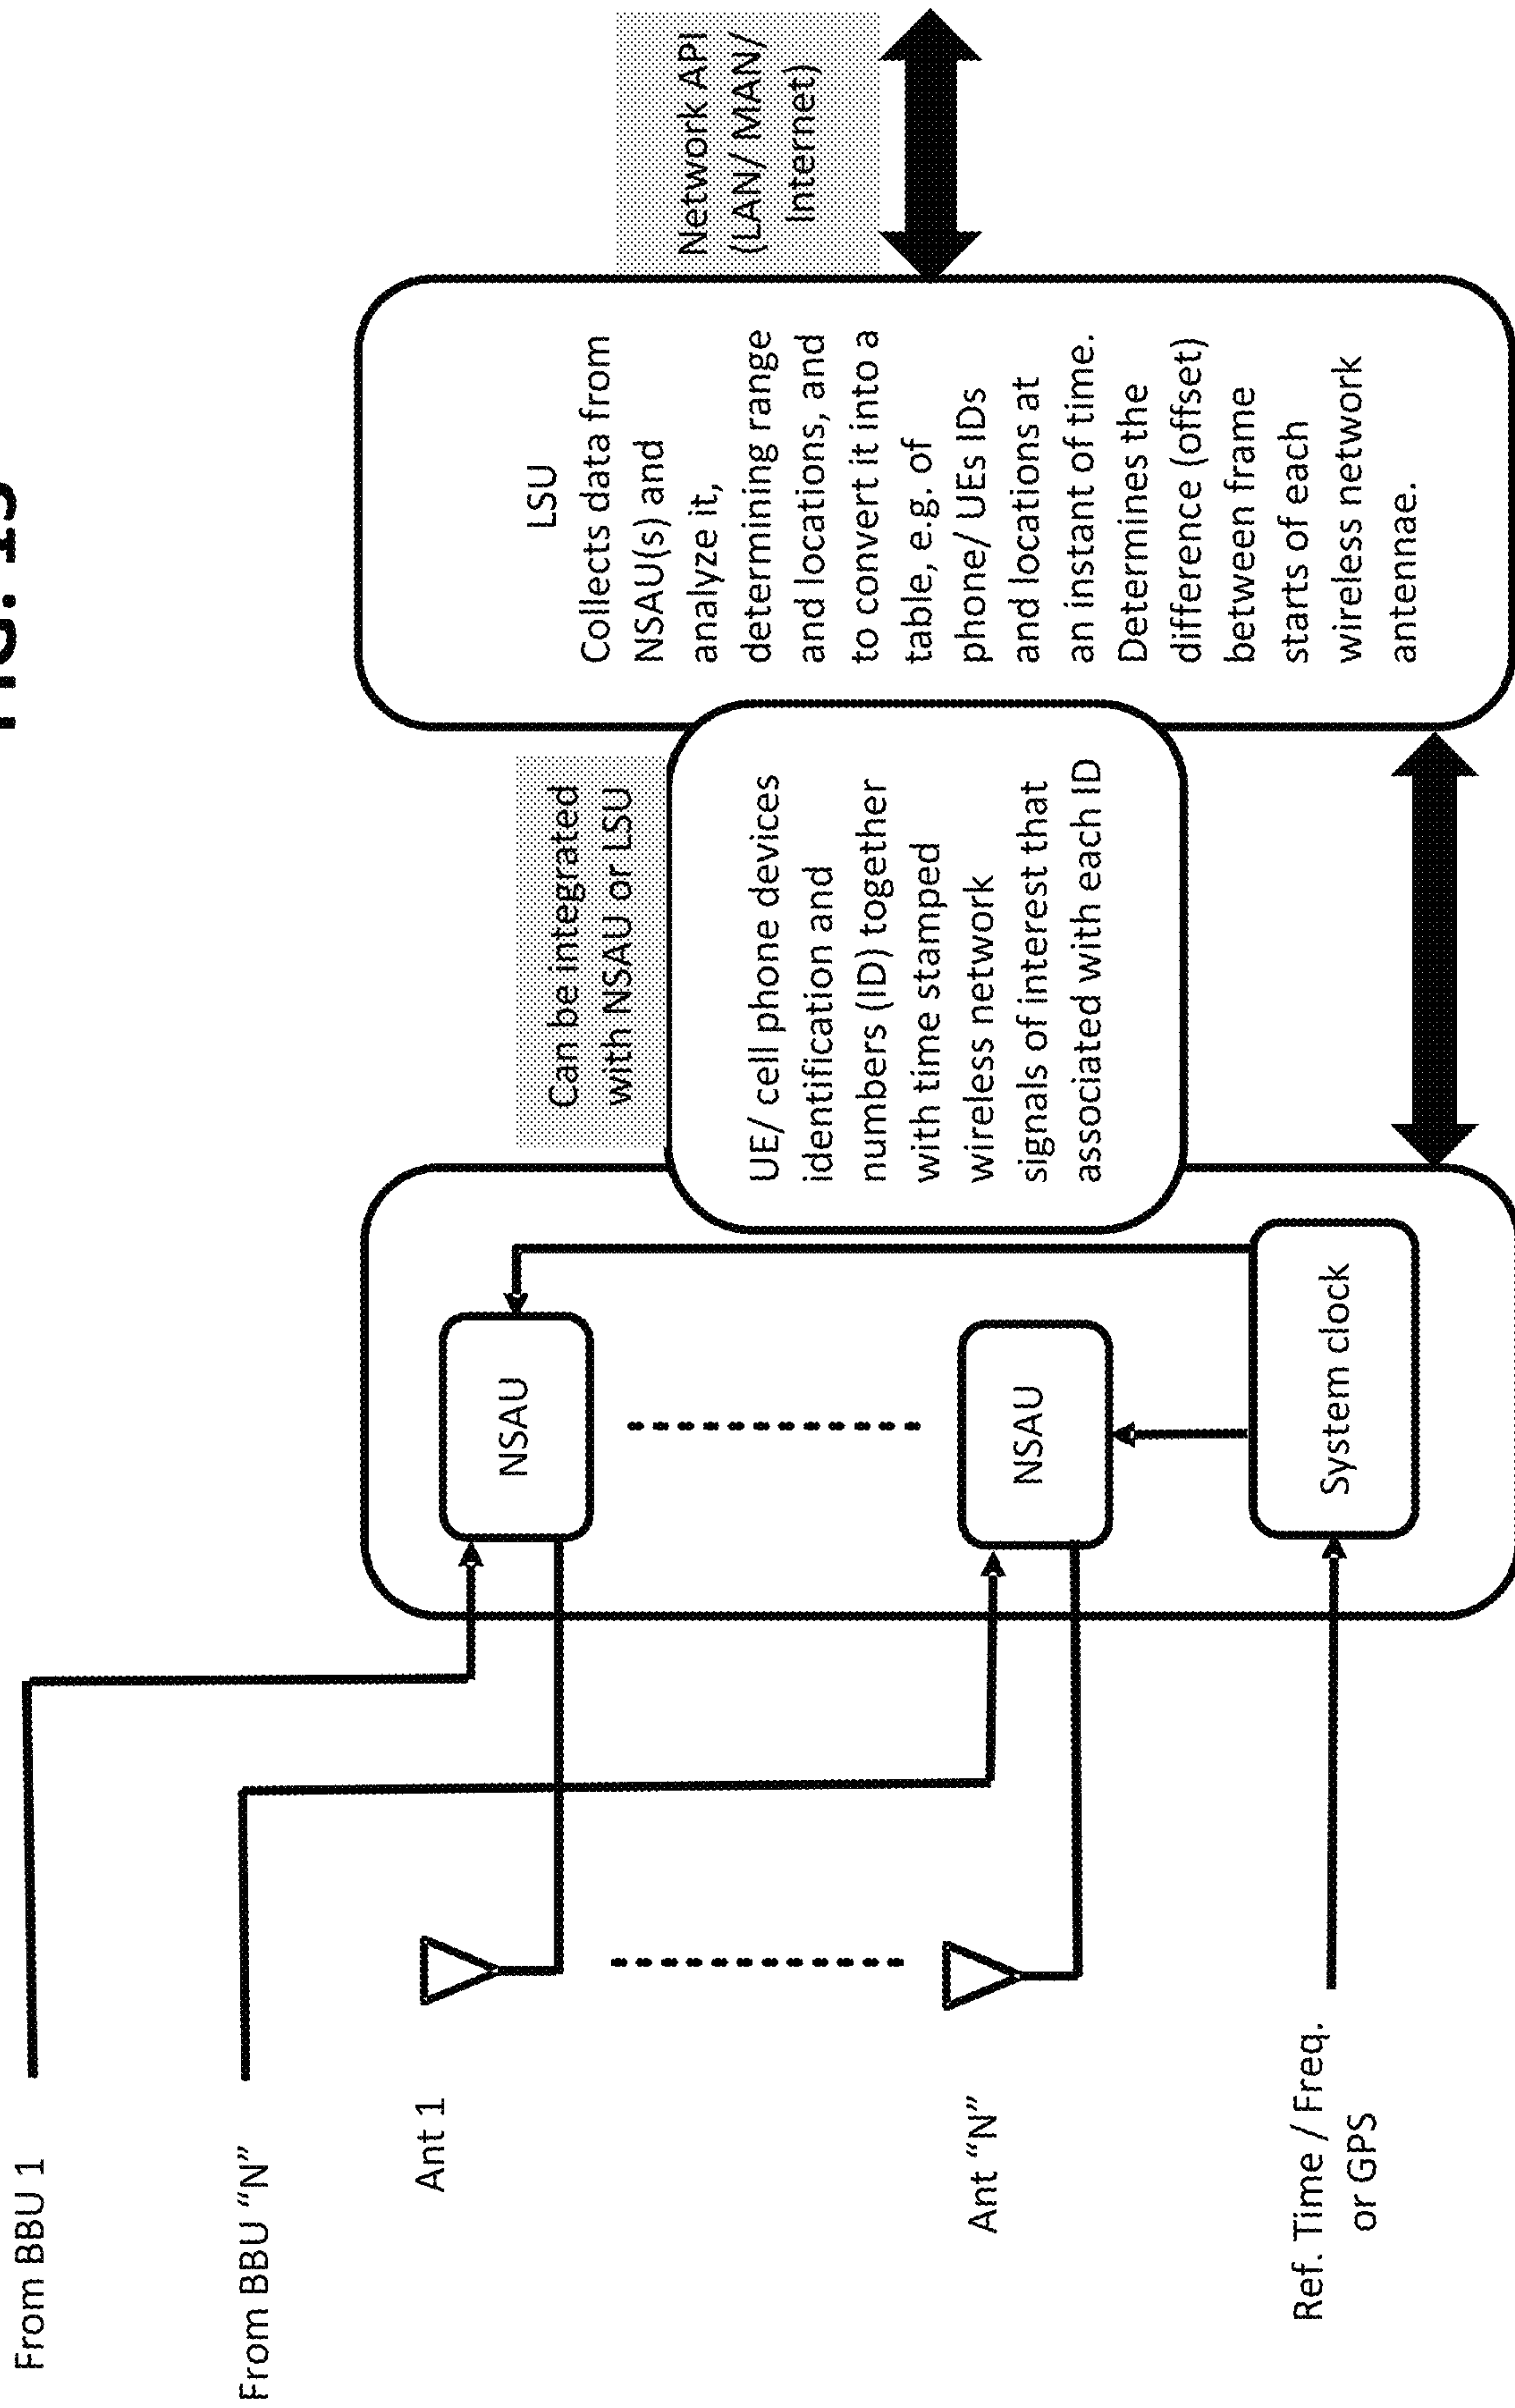 FIG.
From BBU 1
From BBU “N”
Ant 1
Ant “N”
Ref. Time / Freq.
or GPS
NSAU
NSAU
System clock
Can be integrated
with NSAU or LSU
UE/ cell phone devices
identification and
numbers (ID) together
with time stamped
wireless network
signals of interest that
associated with each ID
LSU
Collects data from
NSAU(s) and
analyze it,
determining range
and locations, and
to convert it into a
table, e.g. of
phone/ UEs IDs
and locations at
an instant of time.
Determines the
difference (offset)
between frame
starts of each
wireless network
antennae.
Network API
(LAN/ MAN/
Internet)